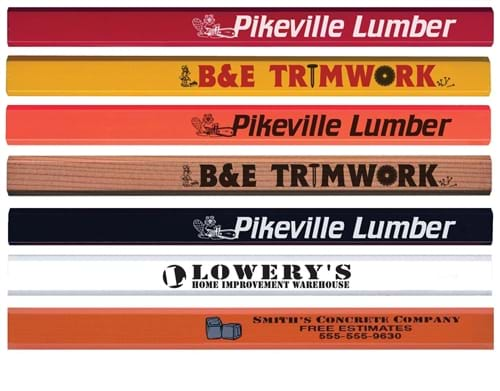 Pikeville Lumber
B&E TRIMWORK
Pikeville Lumber
B&E TRIMWORK
Pikeville Lumber
LOWERY'S
HOME IMPROVEMENT WAREHOUSE
SMITH'S CONCRETE COMPANY
FREE ESTIMATES
555-555-9630